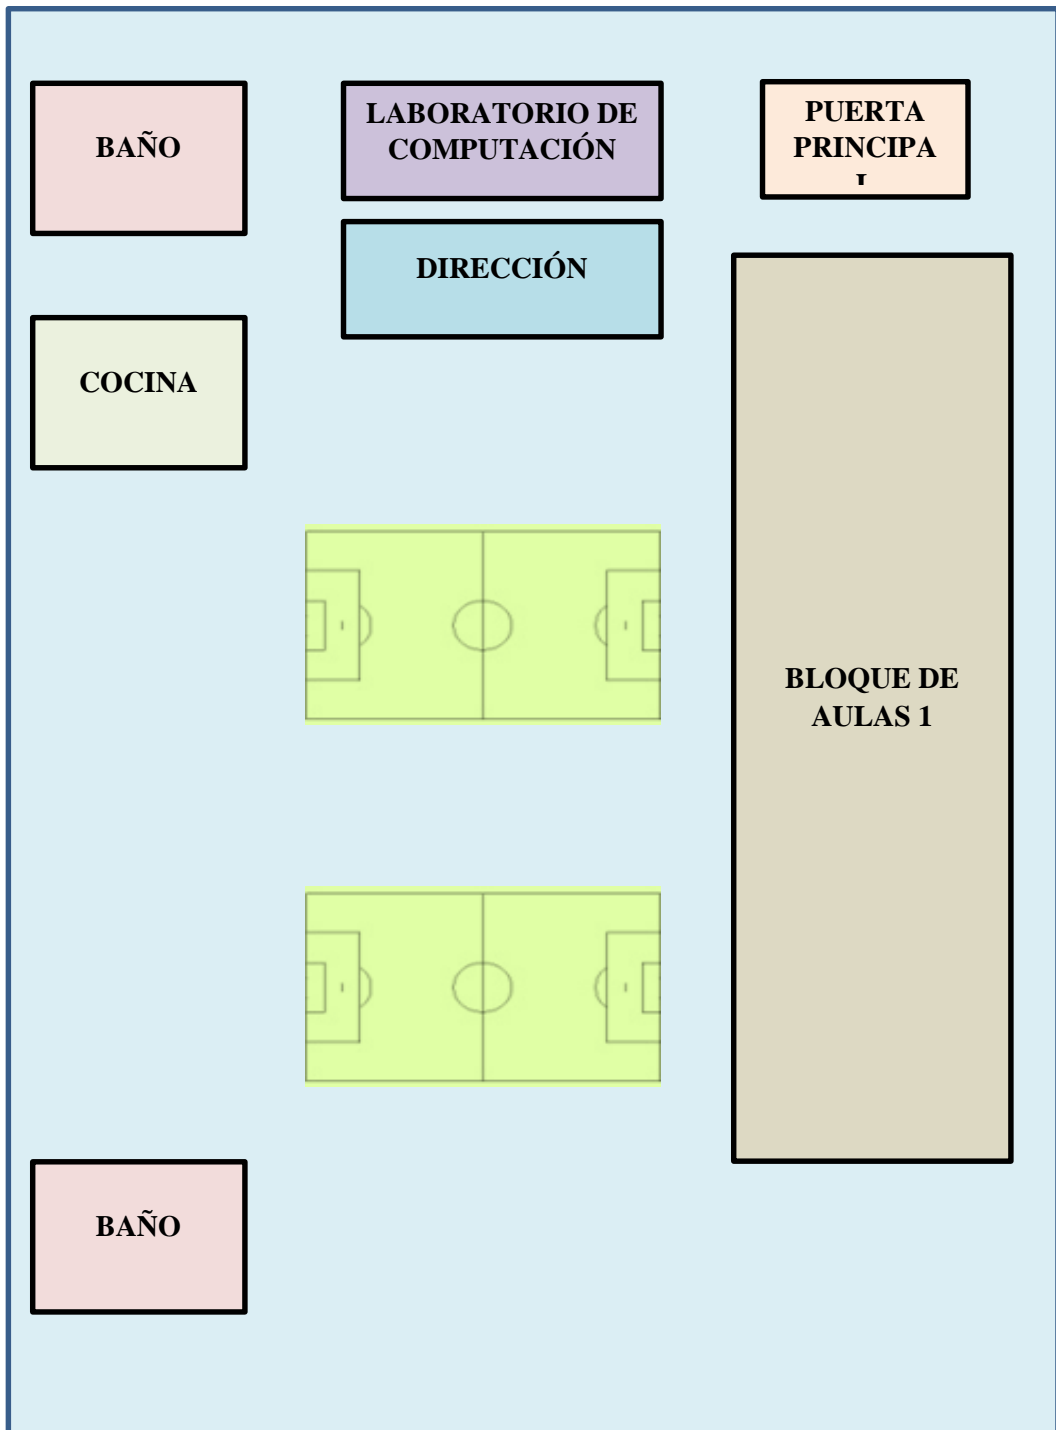 BAÑO
LABORATORIO DE
COMPUTACIÓN
PUERTA
PRINCIPA
DIRECCIÓN
COCINA
BLOQUE DE
AULAS 1
BAÑO